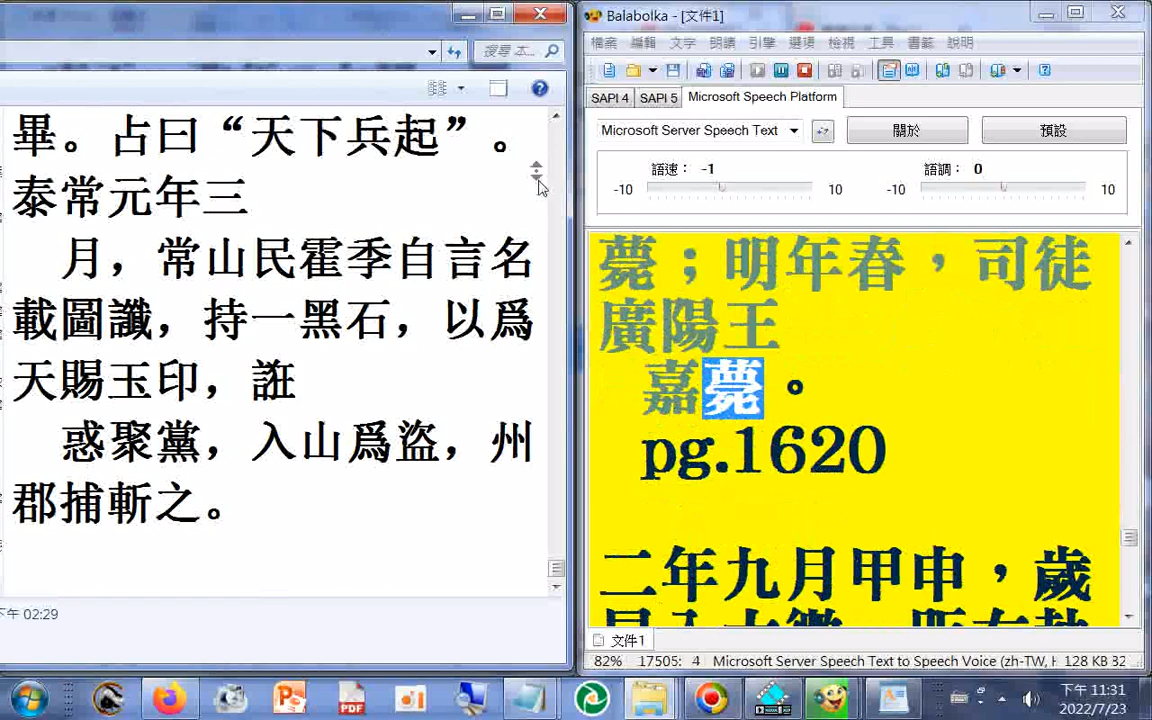 Balabolka - [文件1]
搜尋 本...
檔案 編輯 文字 朗讀 引擎 選項 檢視 工具 書籤 說明
SAPI 4 SAPI 5 Microsoft Speech Platform
Microsoft Server Speech Text 關於 預設
語速： -1 語調： 0
-10 10 -10 10
畢。占曰“天下兵起”。
泰常元年三
月，常山民霍季自言名
載圖讖，持一黑石，以爲
天賜玉印，誑
惑聚黨，入山爲盜，州
郡捕斬之。
下午 02:29
薨；明年春，司徒
廣陽王
嘉薨。
pg.1620
二年九月甲申，歲
文件1
82% 17505: 4 Microsoft Server Speech Text to Speech Voice (zh-TW, H 128 KB 32
PDF
下午 11:31
2022/7/23